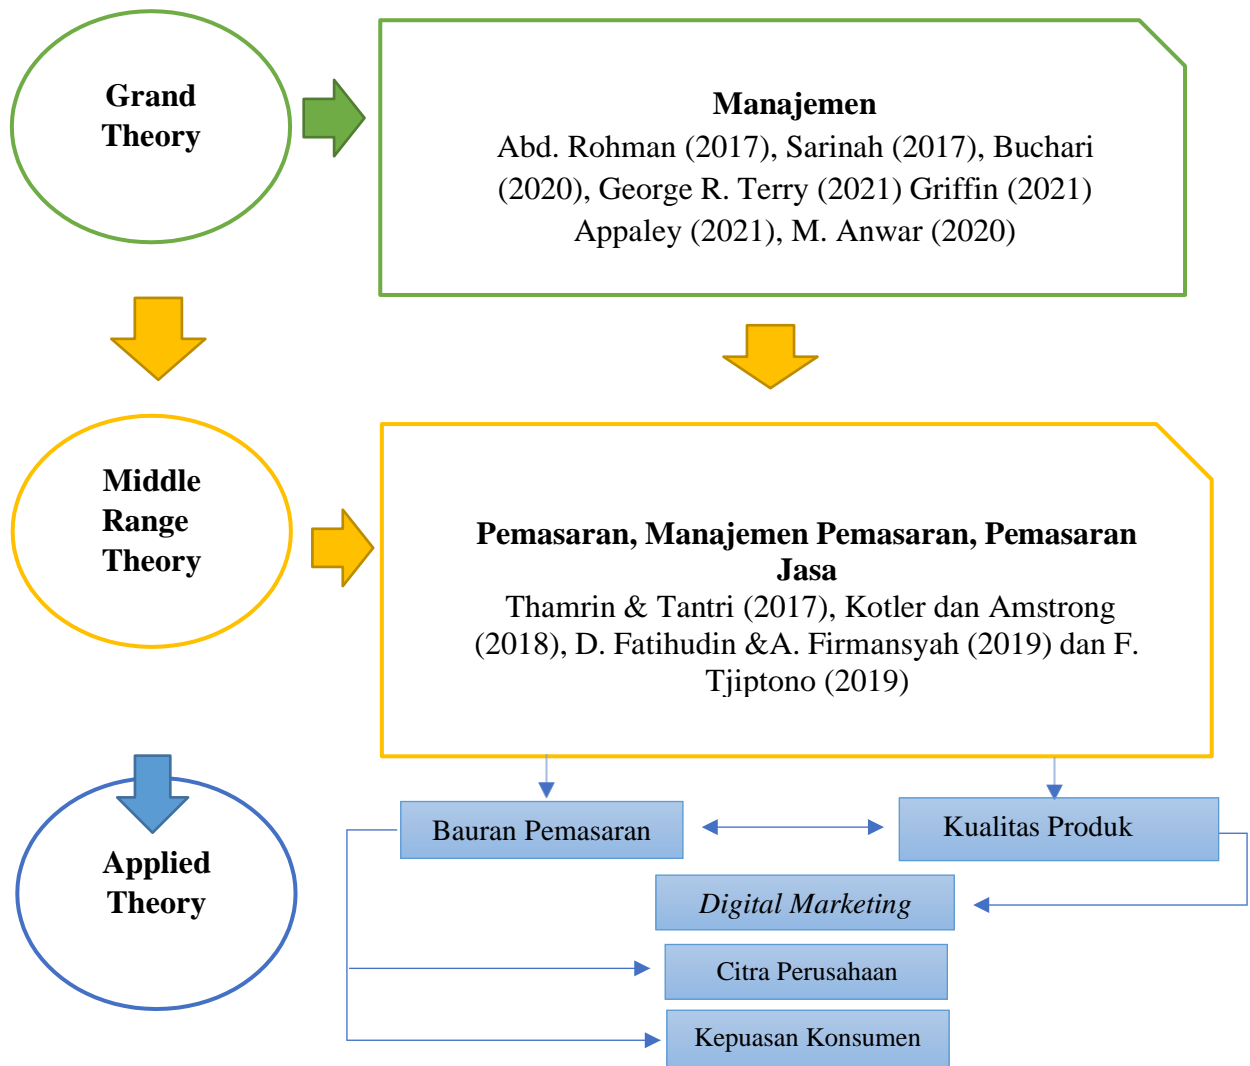 Grand
Theory
Manajemen
Abd. Rohman (2017), Sarinah (2017), Buchari
(2020), George R. Terry (2021) Griffin (2021)
Appaley (2021), M. Anwar (2020)
Middle
Range
Theory
Pemasaran, Manajemen Pemasaran, Pemasaran
Jasa
Thamrin & Tantri (2017), Kotler dan Amstrong
(2018), D. Fatihudin &A. Firmansyah (2019) dan F.
Tjiptono (2019)
Applied
Theory
Bauran Pemasaran
Kualitas Produk
Digital Marketing
Citra Perusahaan
Kepuasan Konsumen